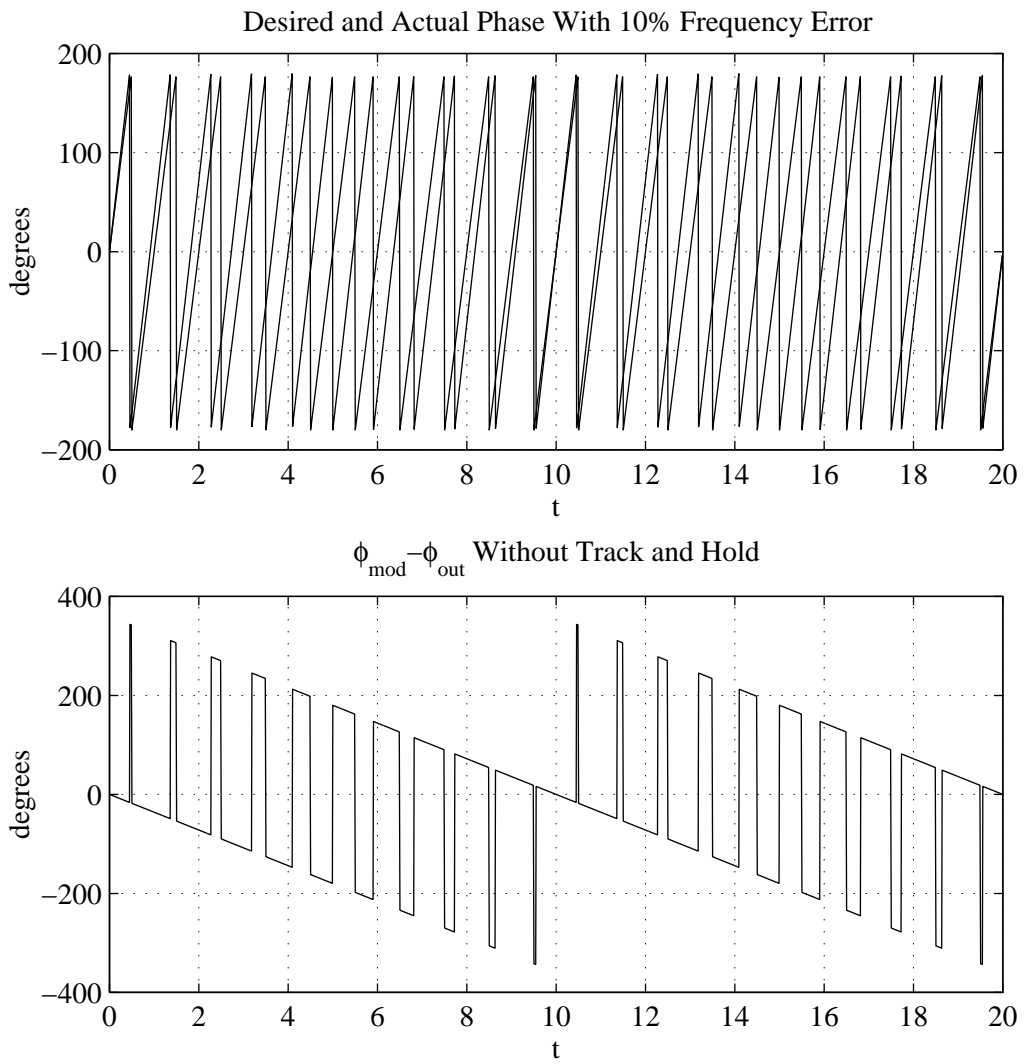 Desired and Actual Phase With 10% Frequency Error
200
100
0
−100
−200
degrees
0 2 4 6 8 10 12 14 16 18 20
t
ϕmod−ϕout Without Track and Hold
400
200
0
−200
−400
degrees
0 2 4 6 8 10 12 14 16 18 20
t